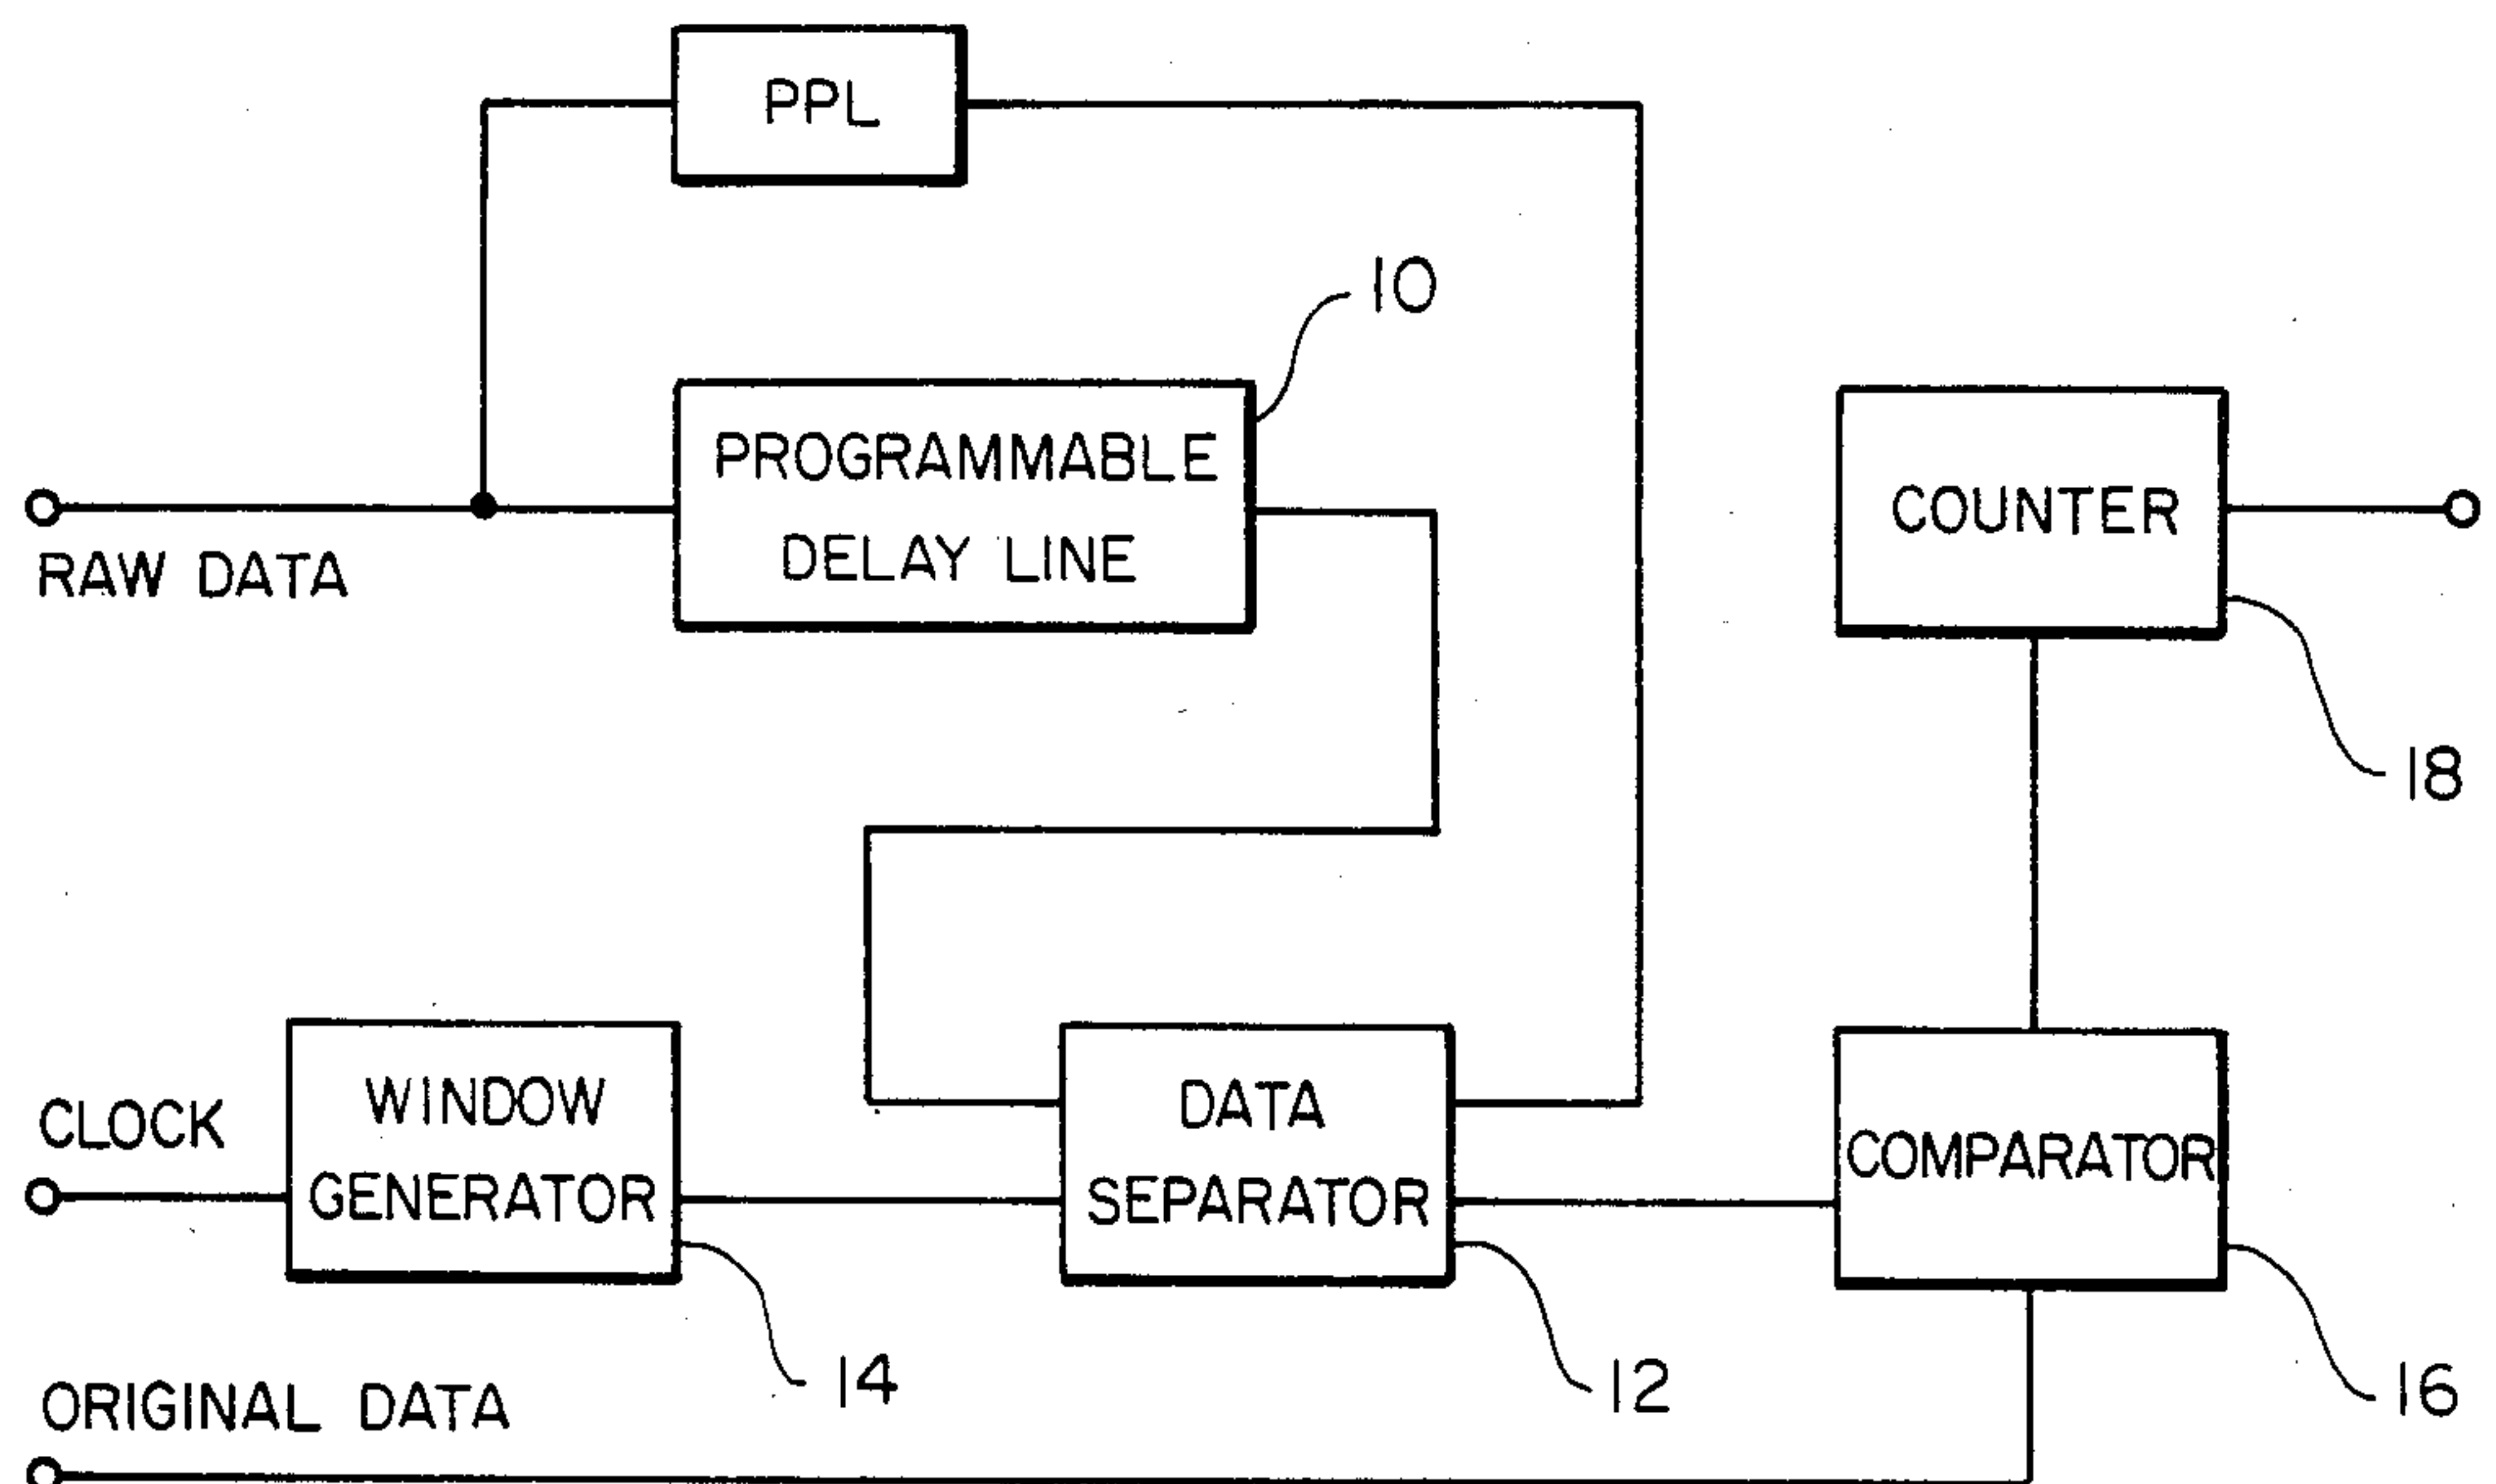 PPL
10
PROGRAMMABLE
DELAY LINE
COUNTER
RAW DATA
18
WINDOW
GENERATOR
DATA
SEPARATOR
COMPARATOR
CLOCK
14
12
16
ORIGINAL DATA